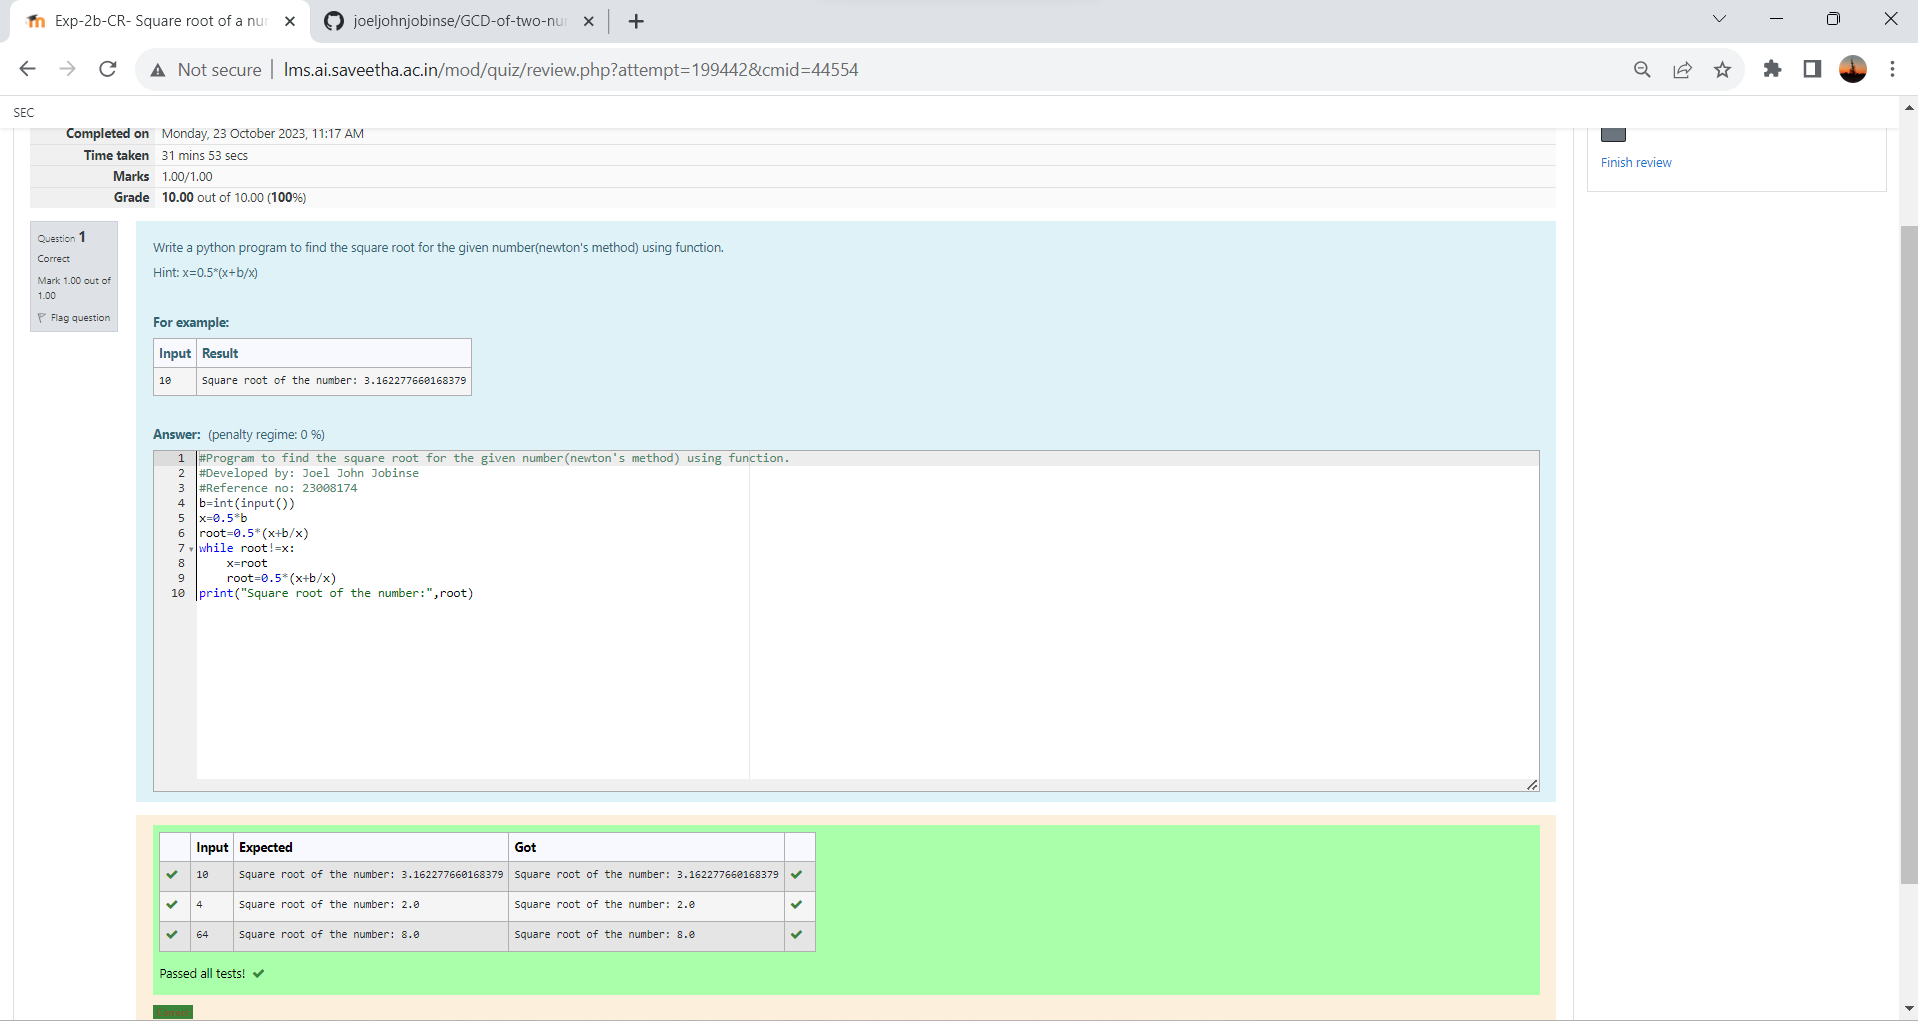 Exp-2b-CR- Square root of a nu
joeljohnjobinse/GCD-of-two-nu
Not secure
lms.ai.saveetha.ac.in/mod/quiz/review.php?attempt=199442&cmid=44554
SEC
Completed on Monday, 23 October 2023, 11:17 AM
Time taken 31 mins 53 secs
Marks 1.00/1.00
Grade 10.00 out of 10.00 (100%)
Finish review
Question 1
Correct
Mark 1.00 out of
1.00
Flag question
Write a python program to find the square root for the given number(newton's method) using function.
Hint: x=0.5*(x+b/x)
For example:
Input Result
10 Square root of the number: 3.162277660168379
Answer: (penalty regime: 0 %)
1 #Program to find the square root for the given number(newton's method) using function.
2 #Developed by: Joel John Jobinse
3 #Reference no: 23008174
4 b=int(input())
5 x=0.5*b
6 root=0.5*(x+b/x)
7 while root!=x:
8 x=root
9 root=0.5*(x+b/x)
10 print("Square root of the number:",root)
Input Expected Got
10 Square root of the number: 3.162277660168379 Square root of the number: 3.162277660168379
4 Square root of the number: 2.0 Square root of the number: 2.0
64 Square root of the number: 8.0 Square root of the number: 8.0
Passed all tests!